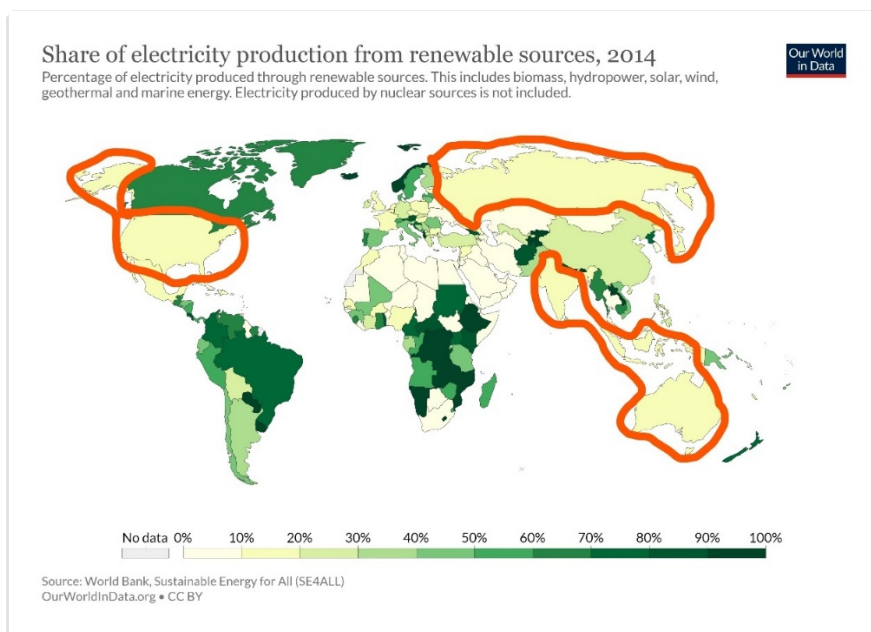 Share of electricity production from renewable sources, 2014
Our World
in Data
Percentage of electricity produced through renewable sources. This includes biomass, hydropower, solar, wind,
geothermal and marine energy. Electricity produced by nuclear sources is not included.
No data 0% 10% 20% 30% 40% 50% 60% 70% 80% 90% 100%
Source: World Bank, Sustainable Energy for All (SE4ALL)
OurWorldInData.org • CC BY